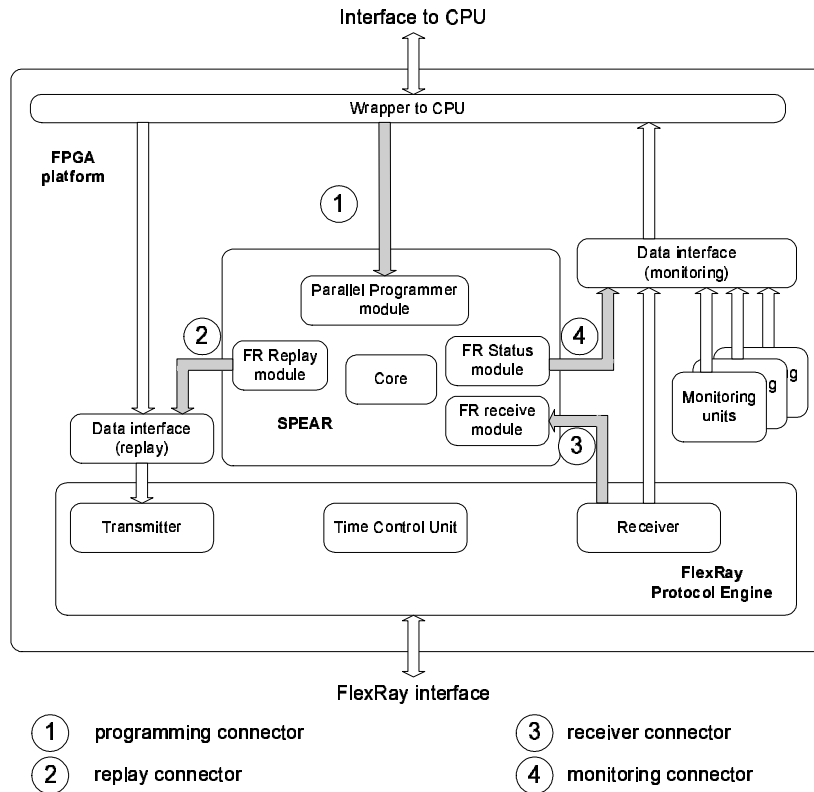 Interface to CPU
Wrapper to CPU
FPGA
platform
1
Data interface
(monitoring)
Parallel Programmer
module
2
4
FR Replay
module
FR Status
module
Core
Monitoring
units
g
g
FR receive
module
Data interface
(replay)
SPEAR
3
Transmitter
Time Control Unit
Receiver
FlexRay
Protocol Engine
FlexRay interface
1 programming connector
3 receiver connector
2 replay connector
4 monitoring connector